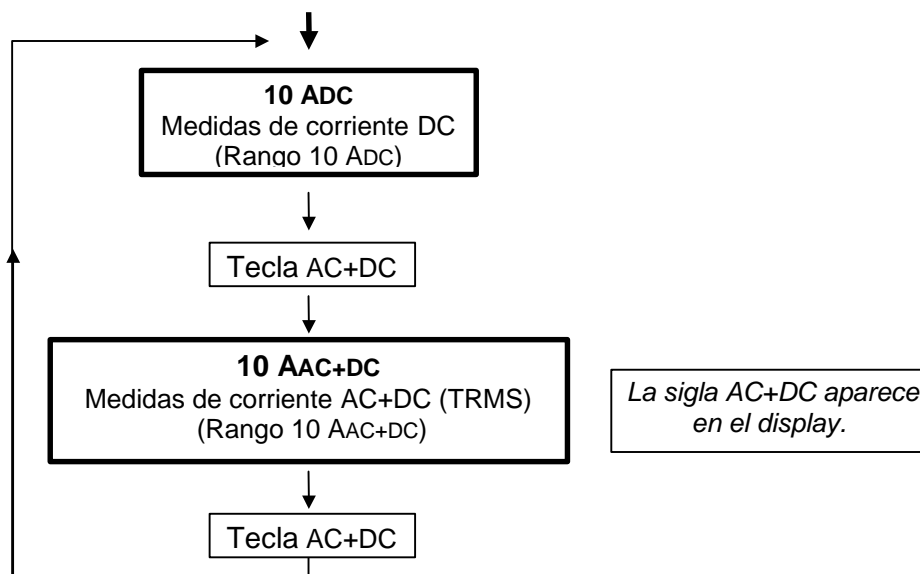 10 ADC
Medidas de corriente DC
(Rango 10 ADC)
Tecla AC+DC
10 AAC+DC
Medidas de corriente AC+DC (TRMS)
(Rango 10 AAC+DC)
La sigla AC+DC aparece
en el display.
Tecla AC+DC